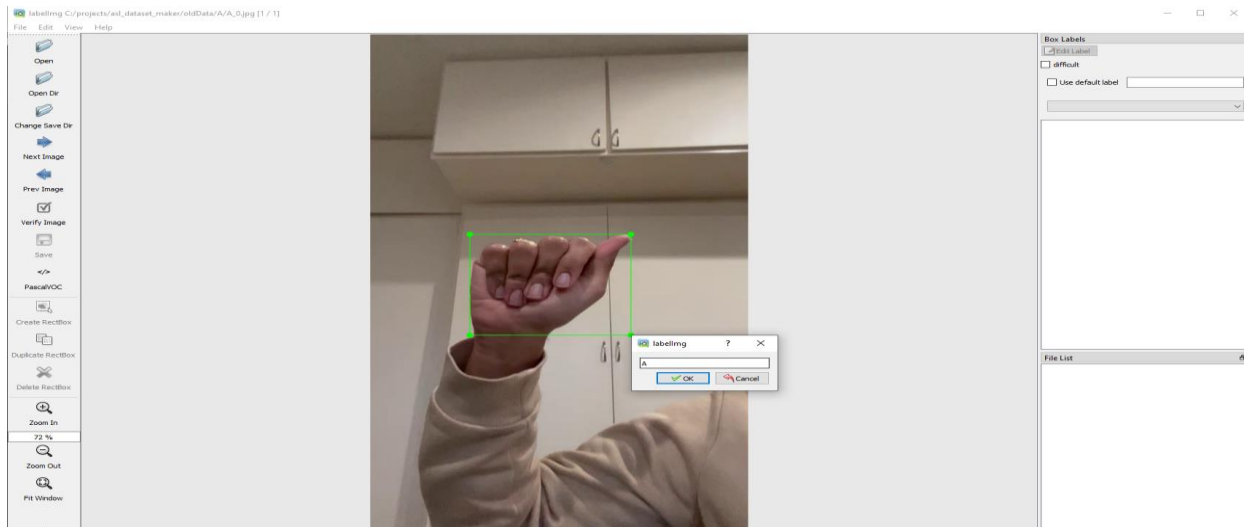 labelImg C:/projects/asl_dataset_maker/oldData/A/A_0.jpg [1 / 1]
File Edit View Help
Open
Open Dir
Change Save Dir
Next Image
Prev Image
Verify Image
Save
</>
PascalVOC
Create RectBox
Duplicate RectBox
Delete RectBox
Zoom In
72 %
Zoom Out
Fit Window
labelImg ?
A
OK Cancel
Box Labels
Edit Label
difficult
Use default label
File List